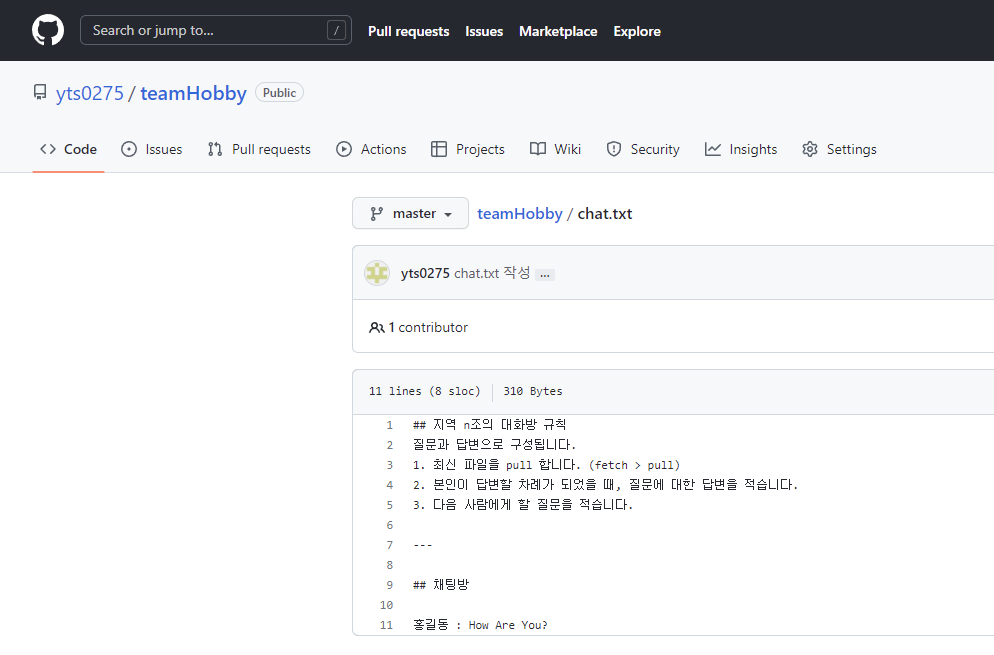 Search or jump to... / Pull requests Issues Marketplace Explore
yts0275 / teamHobby Public
Code Issues Pull requests Actions Projects Wiki Security Insights Settings
master teamHobby / chat.txt
yts0275 chat.txt 작성 ...
1 contributor
11 lines (8 sloc) 310 Bytes
1 ## 지역 n조의 대화방 규칙
2 질문과 답변으로 구성됩니다.
3 1. 최신 파일을 pull 합니다. (fetch > pull)
4 2. 본인이 답변할 차례가 되었을 때, 질문에 대한 답변을 적습니다.
5 3. 다음 사람에게 할 질문을 적습니다.
6
7 ---
8
9 ## 채팅방
10
11 홍길동 : How Are You?